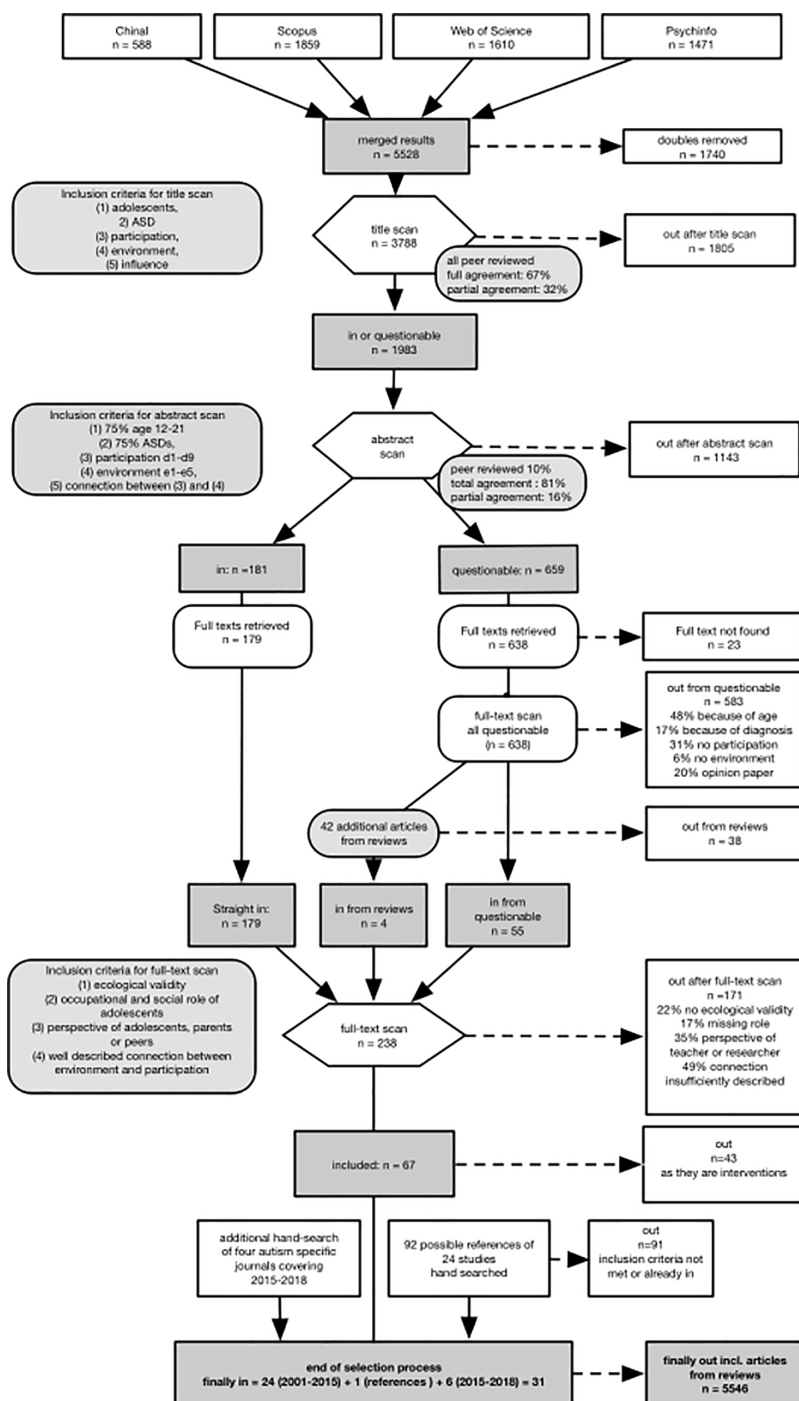 Chinal
n = 588
Scopus
n = 1859
Web of Science
n = 1610
Psychinfo
n = 1471
merged results
n = 5528
doubles removed
n = 1740
Inclusion criteria for title scan
(1) adolescents,
2) ASD
(3) participation,
(4) environment,
(5) influence
title scan
n = 3788
out after title scan
n = 1805
all peer reviewed
full agreement: 67%
partial agreement: 32%
in or questionable
n = 1983
Inclusion criteria for abstract scan
(1) 75% age 12-21
(2) 75% ASDs,
(3) participation d1-d9
(4) environment e1-e5,
(5) connection between (3) and (4)
abstract
scan
out after abstract scan
n = 1143
peer reviewed 10%
total agreement : 81%
partial agreement: 16%
in: n =181
questionable: n = 659
Full texts retrieved
n = 179
Full texts retrieved
n = 638
Full text not found
n = 23
full-text scan
all questionable
(n = 638)
out from questionable
n = 583
48% because of age
17% because of diagnosis
31% no participation
6% no environment
20% opinion paper
42 additional articles
from reviews
out from reviews
n = 38
Straight in:
n = 179
in from reviews
n = 4
in from
questionable
n = 55
Inclusion criteria for full-text scan
(1) ecological validity
(2) occupational and social role of
adolescents
(3) perspective of adolescents, parents
or peers
(4) well described connection between
environment and participation
full-text scan
n = 238
out after full-text scan
n =171
22% no ecological validity
17% missing role
35% perspective of
teacher or researcher
49% connection
insufficiently described
included: n = 67
out
n=43
as they are interventions
additional hand-search
of four autism specific
journals covering
2015-2018
92 possible references of
24 studies
hand searched
out
n=91
inclusion criteria not
met or already in
end of selection process
finally in = 24 (2001-2015) + 1 (references ) + 6 (2015-2018) = 31
finally out incl. articles
from reviews
n = 5546